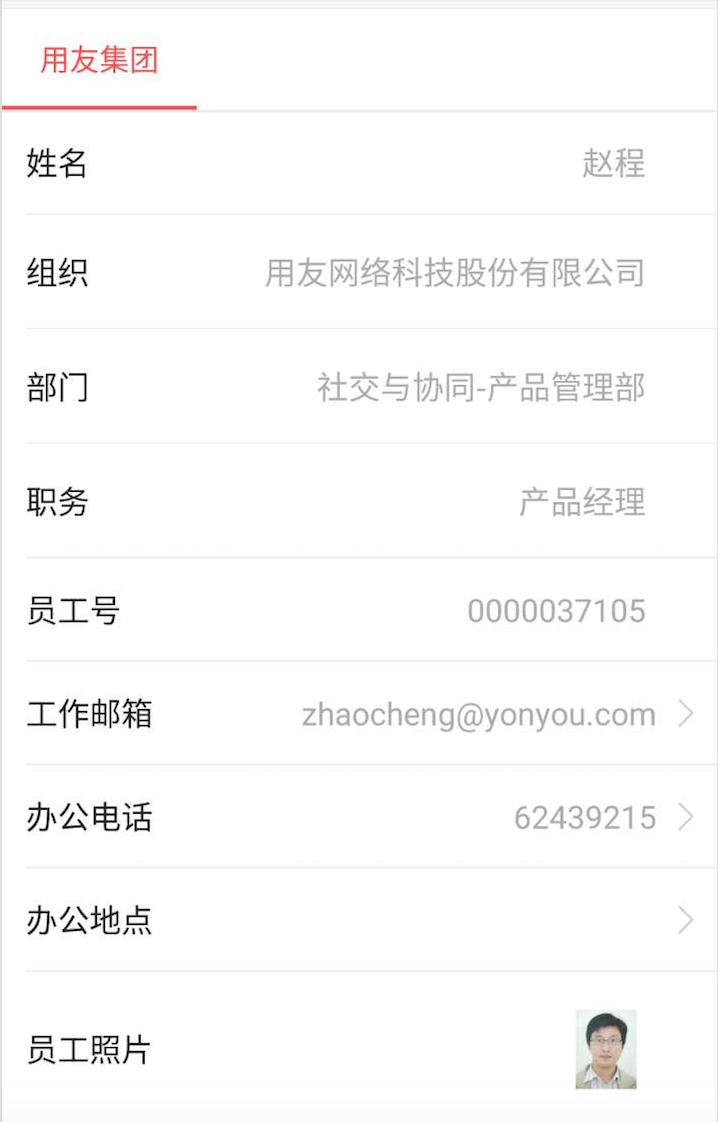 用友集团
姓名 赵程
组织 用友网络科技股份有限公司
部门 社交与协同-产品管理部
职务 产品经理
员工号 0000037105
工作邮箱 zhaocheng@yonyou.com
办公电话 62439215
办公地点
员工照片